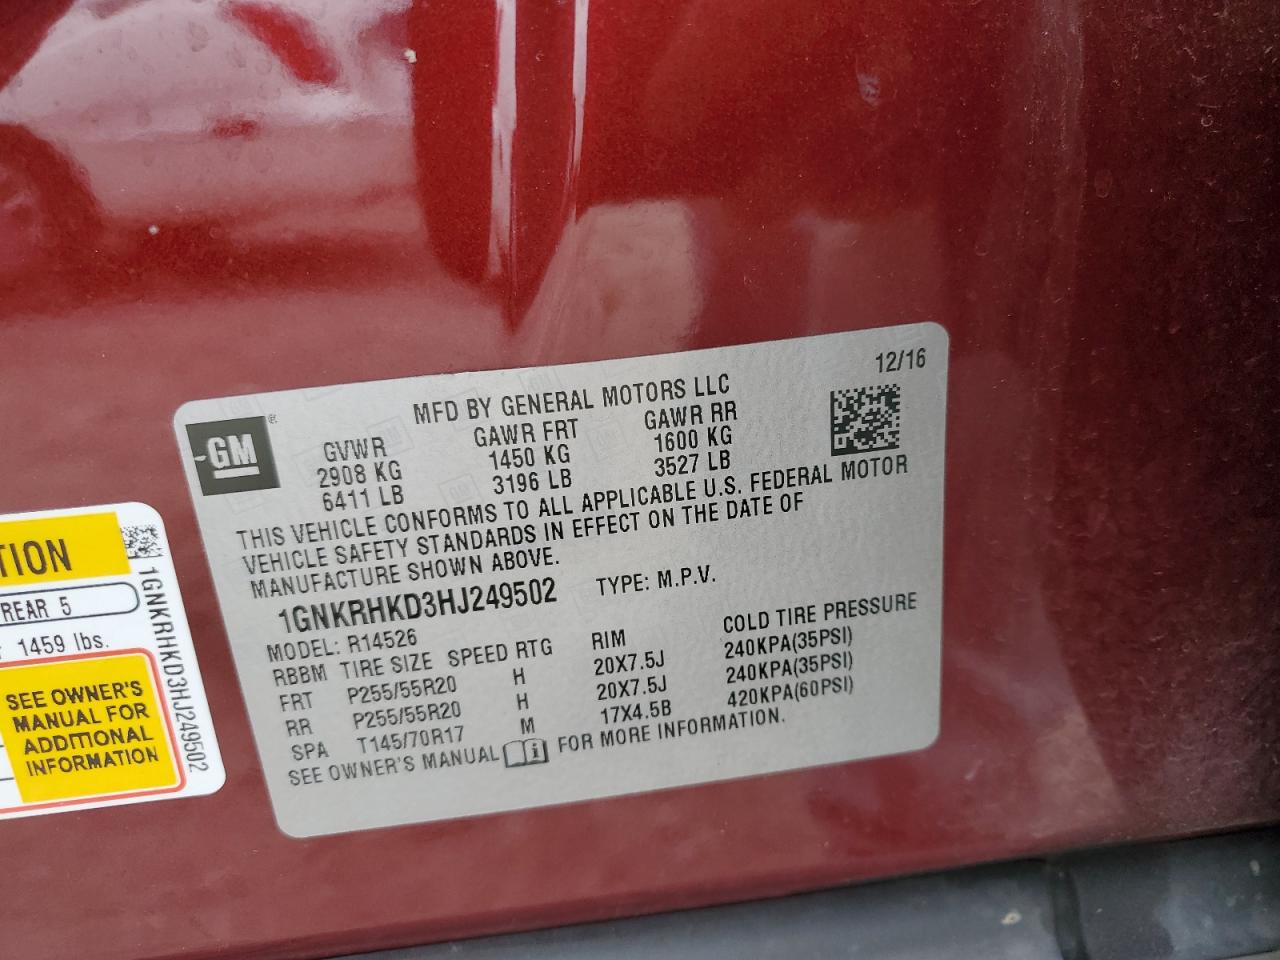 12/16
MFD BY GENERAL MOTORS LLC
GM®
GVWR GAWR FRT GAWR RR
2908 KG 1450 KG 1600 KG
6411 LB 3196 LB 3527 LB
THIS VEHICLE CONFORMS TO ALL APPLICABLE U.S. FEDERAL MOTOR
VEHICLE SAFETY STANDARDS IN EFFECT ON THE DATE OF
MANUFACTURE SHOWN ABOVE.
1GNKRHKD3HJ249502 TYPE: M.P.V.
MODEL: R14526
RBBM TIRE SIZE SPEED RTG RIM COLD TIRE PRESSURE
FRT P255/55R20 H 20X7.5J 240KPA(35PSI)
RR P255/55R20 H 20X7.5J 240KPA(35PSI)
SPA T145/70R17 M 17X4.5B 420KPA(60PSI)
SEE OWNER'S MANUAL FOR MORE INFORMATION.
TION
REAR 5
: 1459 lbs.
SEE OWNER'S
MANUAL FOR
ADDITIONAL
INFORMATION
1GNKRHKD3HJ249502